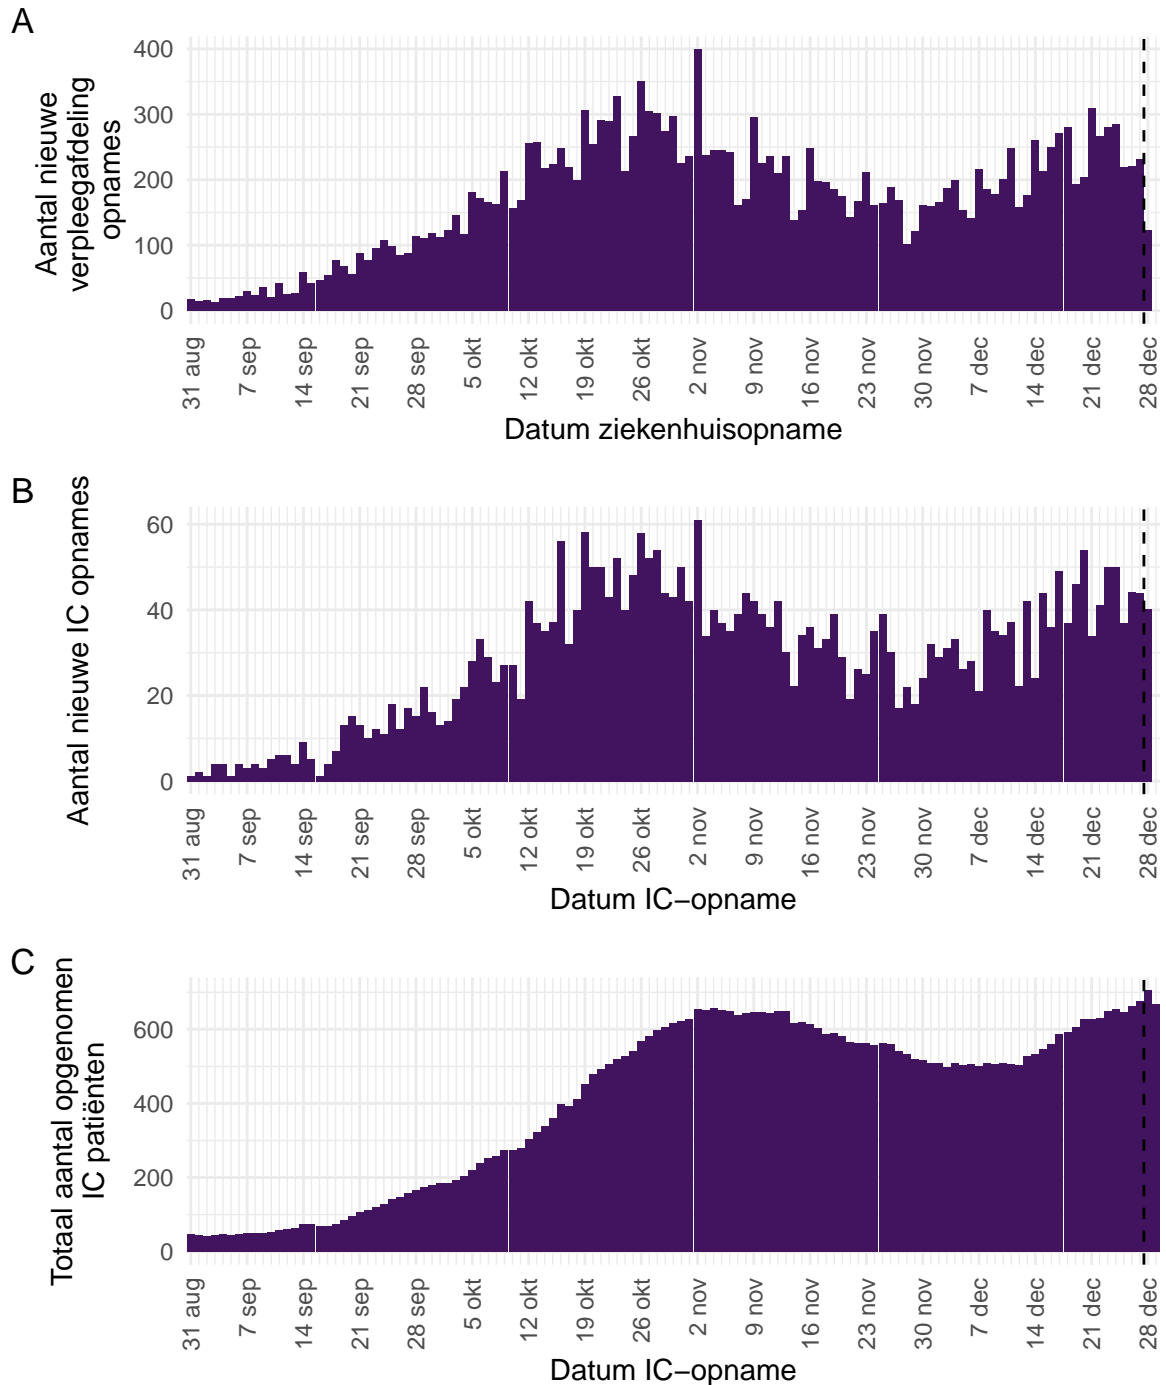 A
Aantal nieuwe
verpleegafdeling
opnames
400
300
200
100
0
31 aug
7 sep
14 sep
21 sep
28 sep
5 okt
12 okt
19 okt
26 okt
2 nov
9 nov
16 nov
23 nov
30 nov
7 dec
14 dec
21 dec
28 dec
Datum ziekenhuisopname
B
Aantal nieuwe IC opnames
60
40
20
0
31 aug
7 sep
14 sep
21 sep
28 sep
5 okt
12 okt
19 okt
26 okt
2 nov
9 nov
16 nov
23 nov
30 nov
7 dec
14 dec
21 dec
28 dec
Datum IC−opname
C
Totaal aantal opgenomen
IC patiënten
600
400
200
0
31 aug
7 sep
14 sep
21 sep
28 sep
5 okt
12 okt
19 okt
26 okt
2 nov
9 nov
16 nov
23 nov
30 nov
7 dec
14 dec
21 dec
28 dec
Datum IC−opname